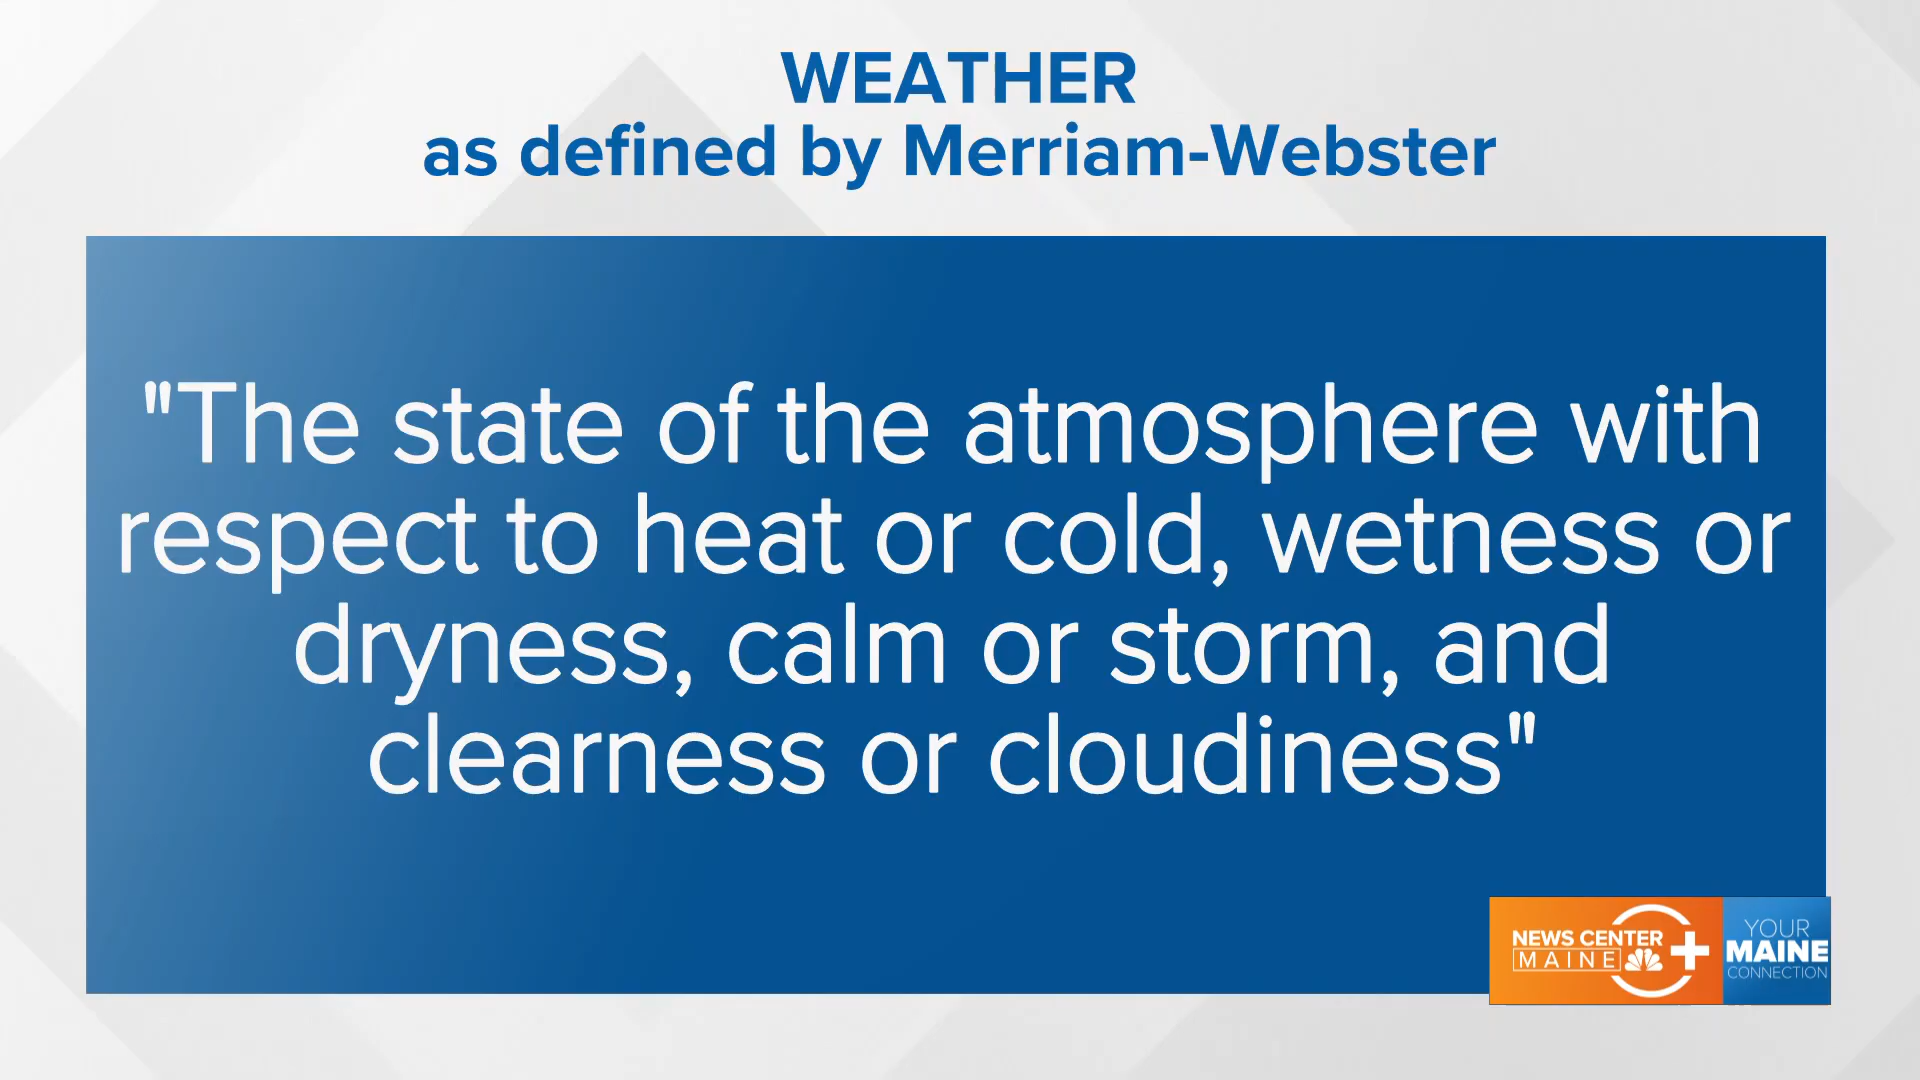 WEATHER
as defined by Merriam-Webster
"The state of the atmosphere with
respect to heat or cold, wetness or
dryness, calm or storm, and
clearness or cloudiness"
NEWS CENTER
MAINE
+
YOUR
MAINE
CONNECTION